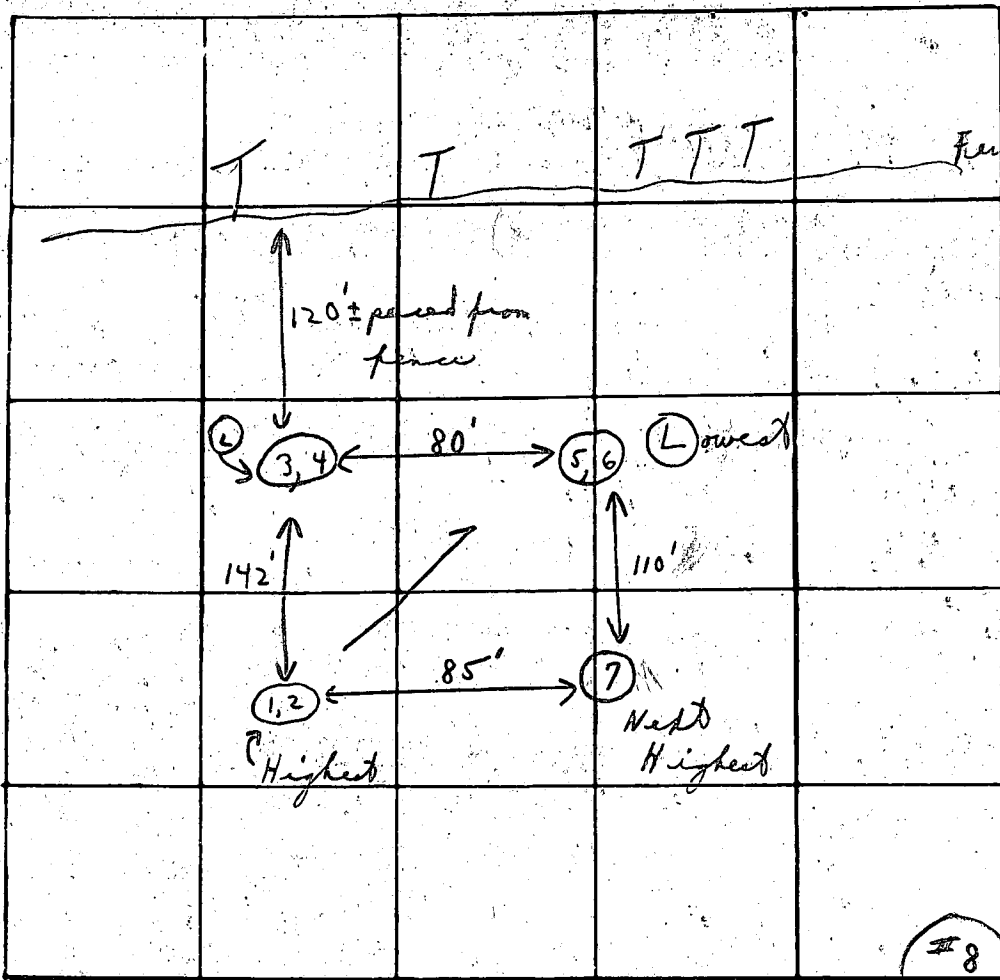 T T T T T
120'± paced from
fence
L 3, 4 80' 5, 6 Lowest
142' 110'
1, 2 85' 7
Next
Highest
Highest
#8